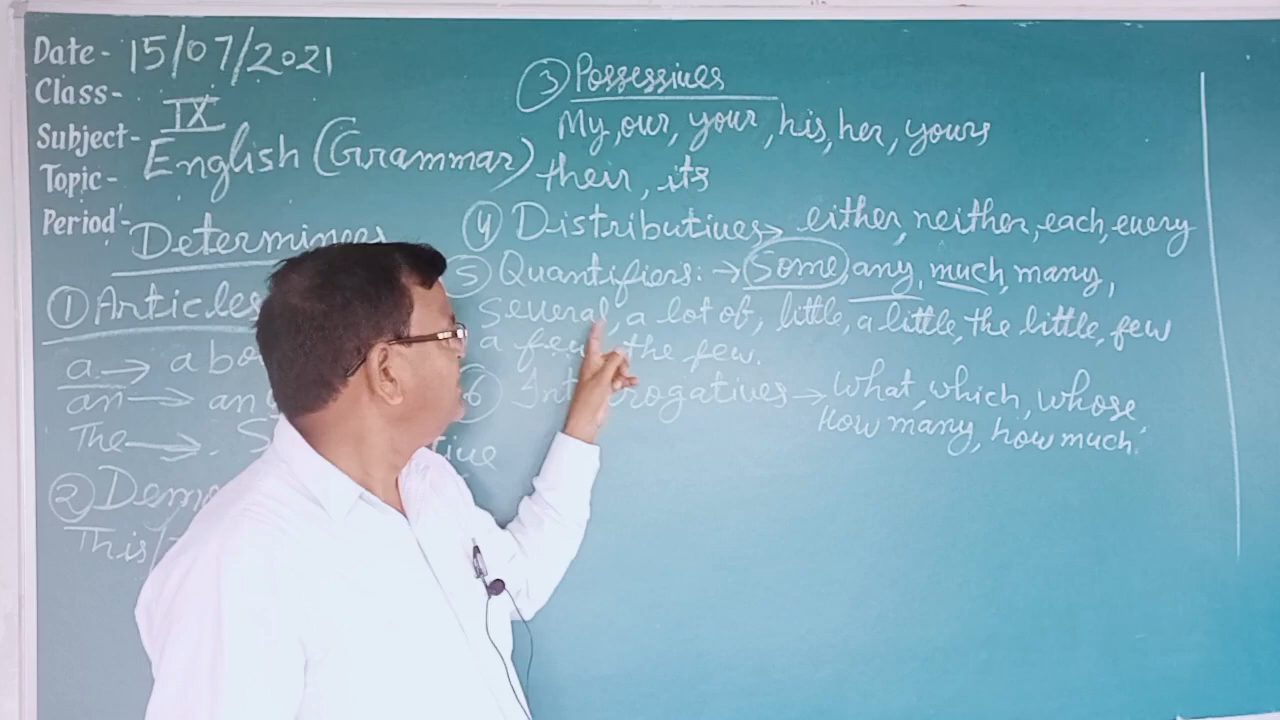 Date- 15/07/2021
Class- IX
Subject- English (Grammar)
Topic-
Period- Determiners
① Articles
a → a bo
an → an
The → S tive
② Demo
This/
③ Possessives
My, our, your, his, her, yours
their, its
④ Distributives → either, neither, each, every
⑤ Quantifiers: → Some, any, much, many,
Several, a lot of, little, a little, the little, few
a few, the few.
⑥ Interrogatives → What, which, whose
How many, how much.